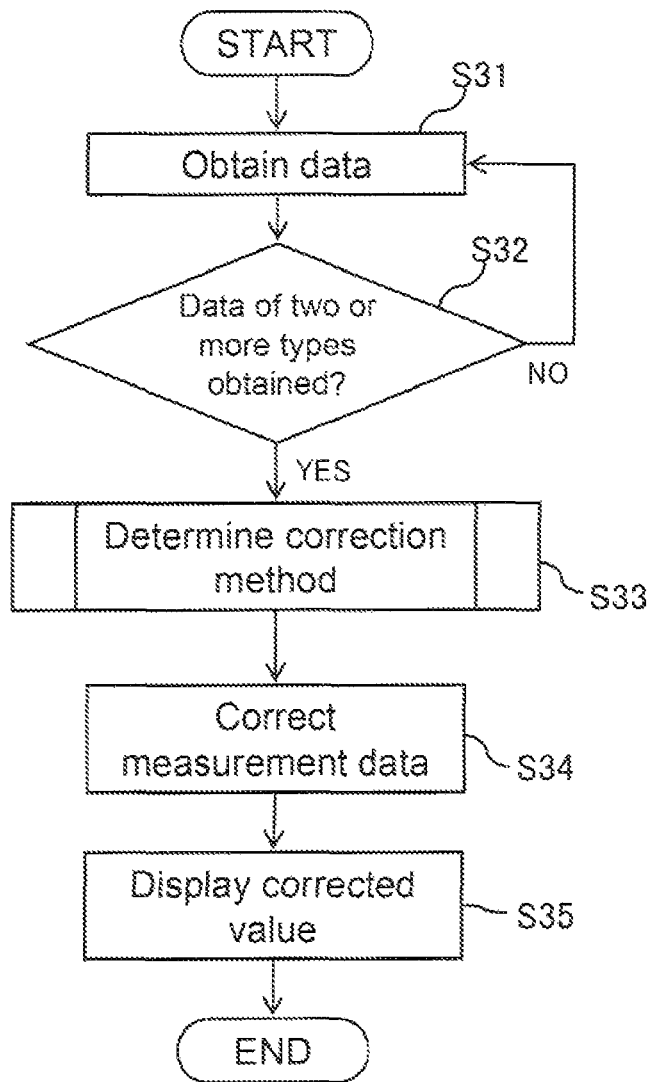 START
S31
Obtain data
S32
Data of two or
more types
obtained?
NO
YES
Determine correction
method
S33
Correct
measurement data
S34
Display corrected
value
S35
END